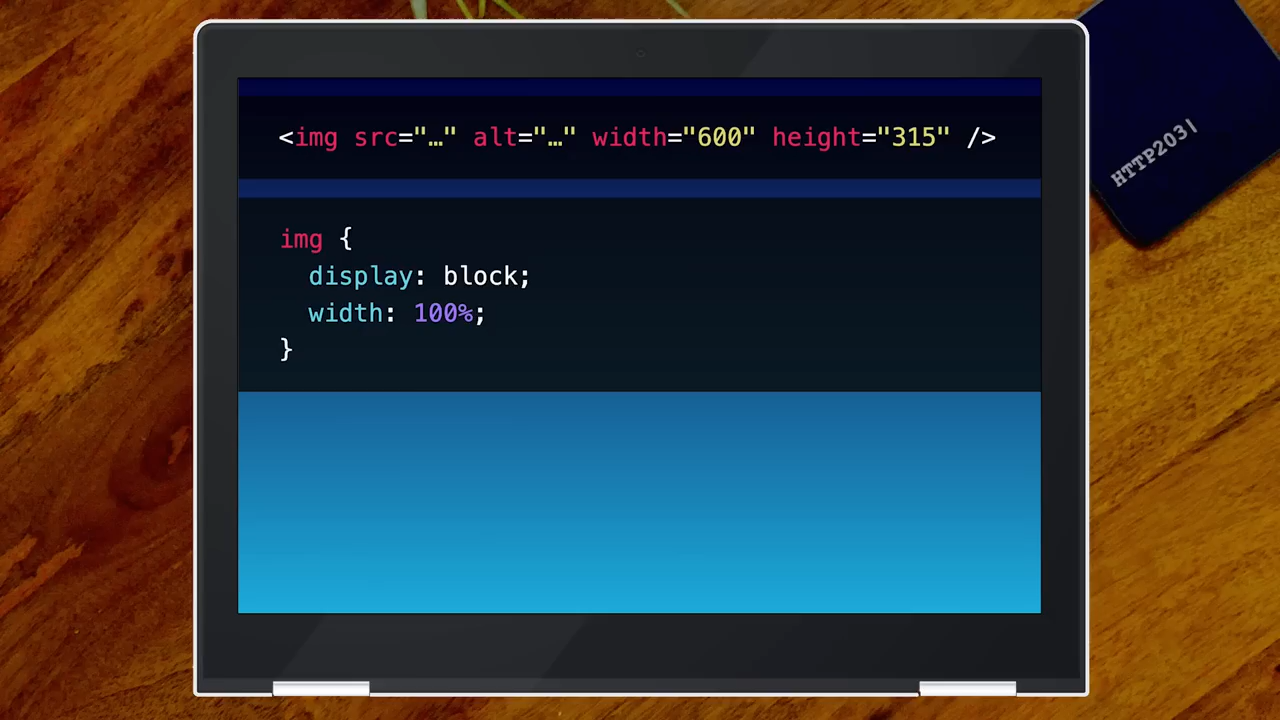 <img src="…" alt="…" width="600" height="315" />
HTTP203|
img {
display: block;
width: 100%;
}